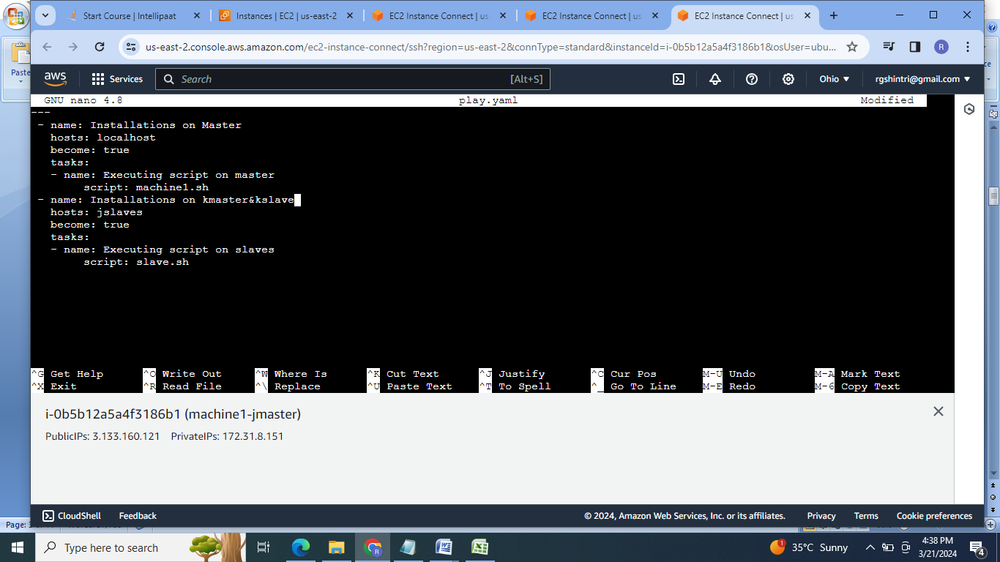 Start Course | Intellipaat
Instances | EC2 | us-east-2
EC2 Instance Connect | us
EC2 Instance Connect | us
EC2 Instance Connect | us
us-east-2.console.aws.amazon.com/ec2-instance-connect/ssh?region=us-east-2&connType=standard&instanceId=i-0b5b12a5a4f3186b1&osUser=ubu...
R
Paste
aws
Services
Search
[Alt+S]
Ohio
rgshintri@gmail.com
GNU nano 4.8 play.yaml Modified
---
- name: Installations on Master
hosts: localhost
become: true
tasks:
- name: Executing script on master
script: machine1.sh
- name: Installations on kmaster&kslave
hosts: jslaves
become: true
tasks:
- name: Executing script on slaves
script: slave.sh
^G Get Help ^O Write Out ^W Where Is ^K Cut Text ^J Justify ^C Cur Pos M-U Undo M-A Mark Text
^X Exit ^R Read File ^\ Replace ^U Paste Text ^T To Spell ^_ Go To Line M-E Redo M-6 Copy Text
i-0b5b12a5a4f3186b1 (machine1-jmaster)
PublicIPs: 3.133.160.121 PrivateIPs: 172.31.8.151
CloudShell Feedback © 2024, Amazon Web Services, Inc. or its affiliates. Privacy Terms Cookie preferences
Page:
Type here to search
35°C Sunny
4:38 PM
3/21/2024
4